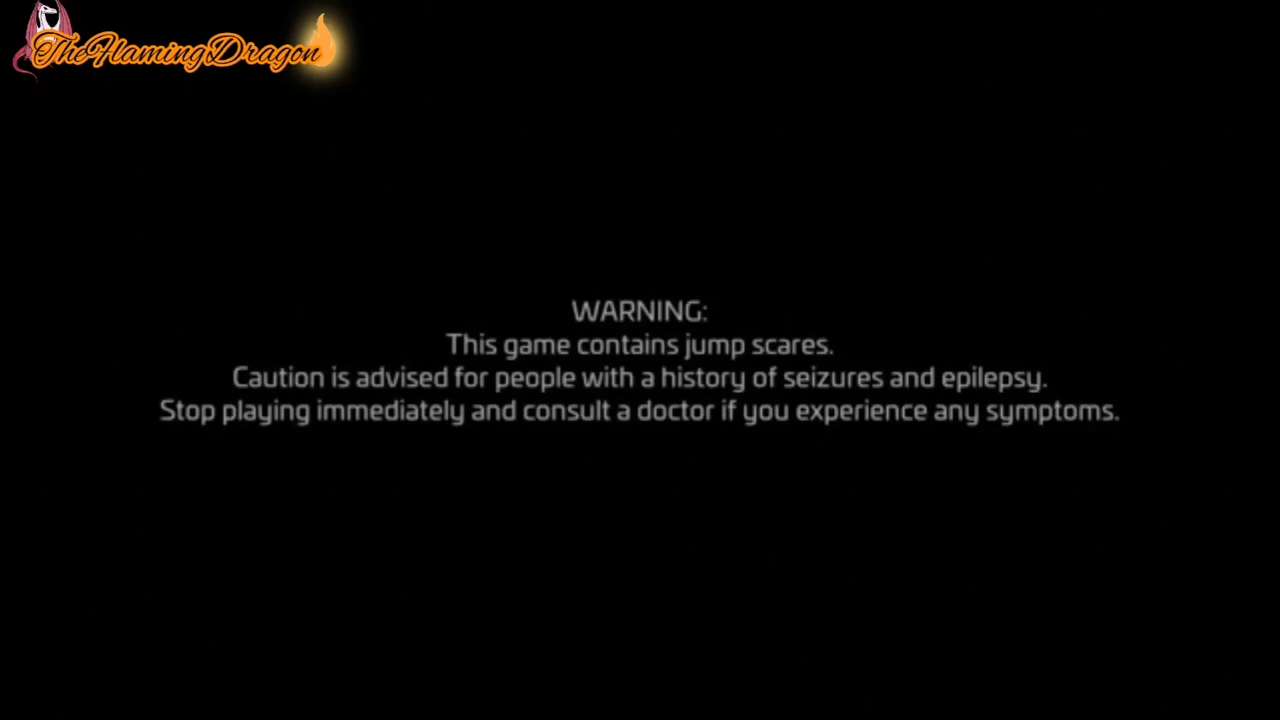 TheFlamingDragon
WARNING:
This game contains jump scares.
Caution is advised for people with a history of seizures and epilepsy.
Stop playing immediately and consult a doctor if you experience any symptoms.